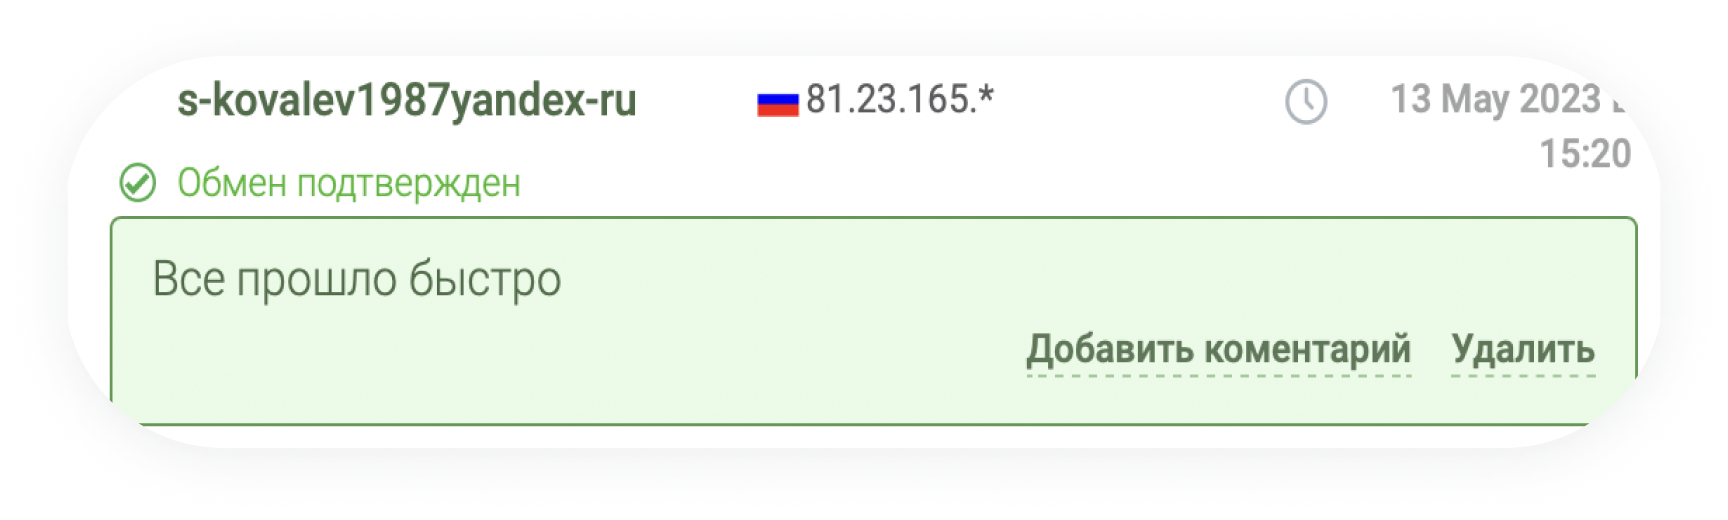 s-kovalev1987yandex-ru 81.23.165.* 13 May 2023
15:20
Обмен подтвержден
Все прошло быстро
Добавить коментарий Удалить